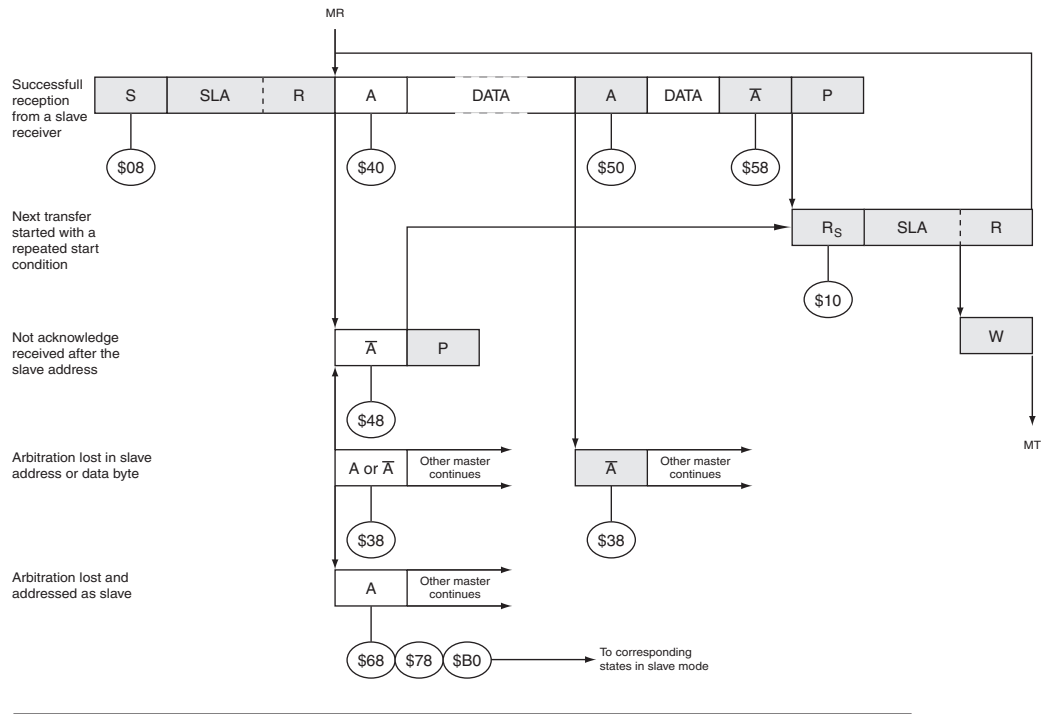 MR
Successfull
reception
from a slave
receiver
S SLA R A DATA A DATA A̅ P
$08 $40 $50 $58
Next transfer
started with a
repeated start
condition
RS SLA R
$10
W
MT
Not acknowledge
received after the
slave address
A̅ P
$48
Arbitration lost in slave
address or data byte
A or A̅ Other master
continues
A̅ Other master
continues
$38 $38
Arbitration lost and
addressed as slave
A Other master
continues
$68 $78 $B0 To corresponding
states in slave mode